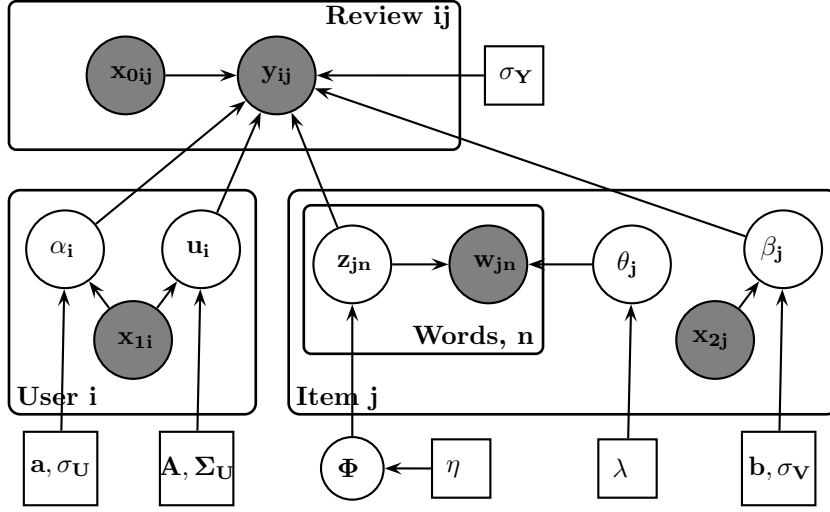 Review ij
x0ij
yij
σY
αi
ui
zjn
wjn
θj
βj
x1i
x2j
Words, n
User i
Item j
a, σU
A, ΣU
Φ
η
λ
b, σV